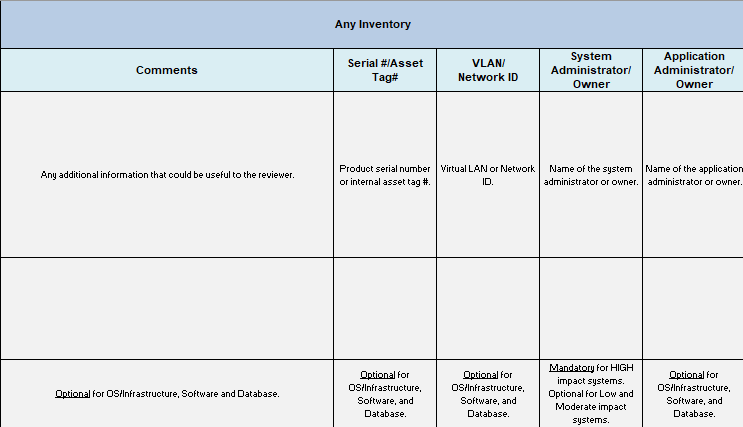 Any Inventory
Comments
Serial #/Asset
Tag#
VLAN/
Network ID
System
Administrator/
Owner
Application
Administrator/
Owner
Any additional information that could be useful to the reviewer.
Product serial number
or internal asset tag #.
Virtual LAN or Network
ID.
Name of the system
administrator or owner.
Name of the application
administrator or owner.
Optional for OS/Infrastructure, Software and Database.
Optional for
OS/Infrastructure,
Software, and
Database.
Optional for
OS/Infrastructure,
Software, and
Database.
Mandatory for HIGH
impact systems.
Optional for Low and
Moderate impact
systems.
Optional for
OS/Infrastructure,
Software, and
Database.